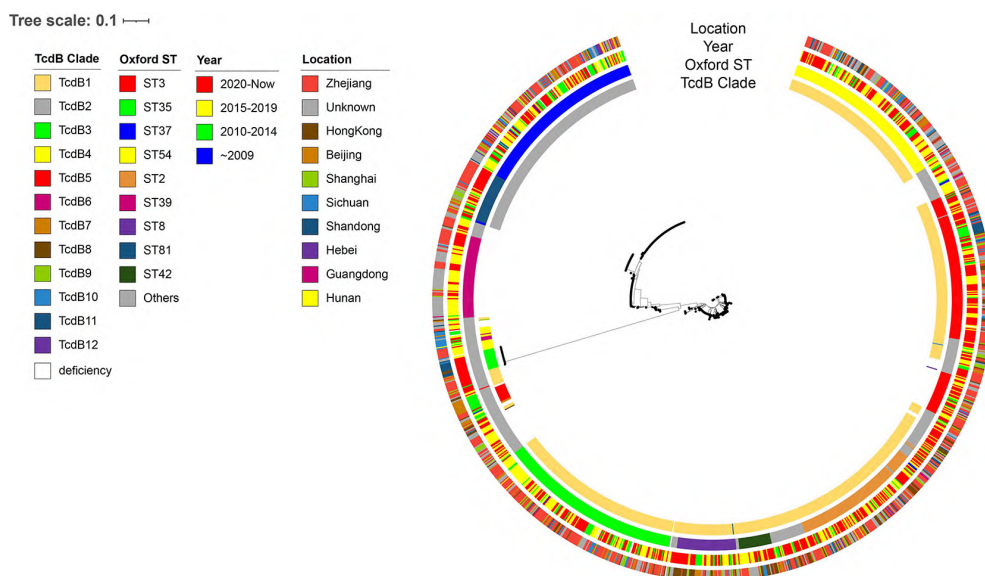 Tree scale: 0.1
TcdB Clade
TcdB1
TcdB2
TcdB3
TcdB4
TcdB5
TcdB6
TcdB7
TcdB8
TcdB9
TcdB10
TcdB11
TcdB12
deficiency
Oxford ST
ST3
ST35
ST37
ST54
ST2
ST39
ST8
ST81
ST42
Others
Year
2020-Now
2015-2019
2010-2014
~2009
Location
Zhejiang
Unknown
HongKong
Beijing
Shanghai
Sichuan
Shandong
Hebei
Guangdong
Hunan
Location
Year
Oxford ST
TcdB Clade